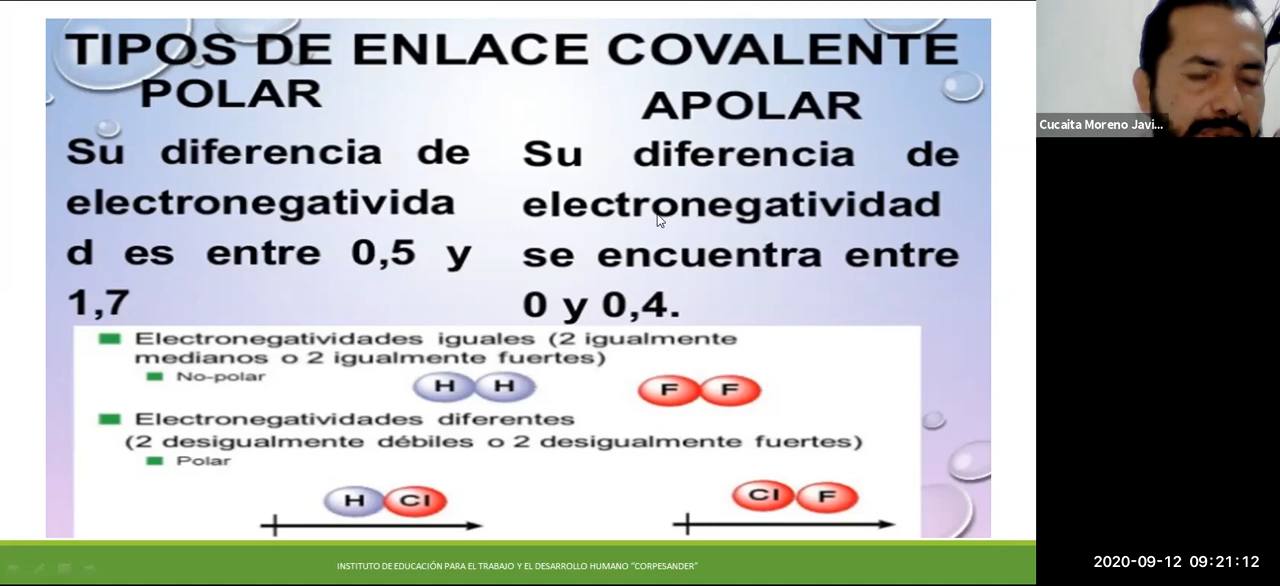 TIPOS DE ENLACE COVALENTE
POLAR
Su diferencia de
electronegativida
d es entre 0,5 y
1,7
APOLAR
Su diferencia de
electronegatividad
se encuentra entre
0 y 0,4.
Electronegatividades iguales (2 igualmente
medianos o 2 igualmente fuertes)
No-polar
H H
F F
Electronegatividades diferentes
(2 desigualmente débiles o 2 desigualmente fuertes)
Polar
H Cl
Cl F
INSTITUTO DE EDUCACIÓN PARA EL TRABAJO Y EL DESARROLLO HUMANO “CORPESANDER”
Cucaita Moreno Javi...
2020-09-12 09:21:12